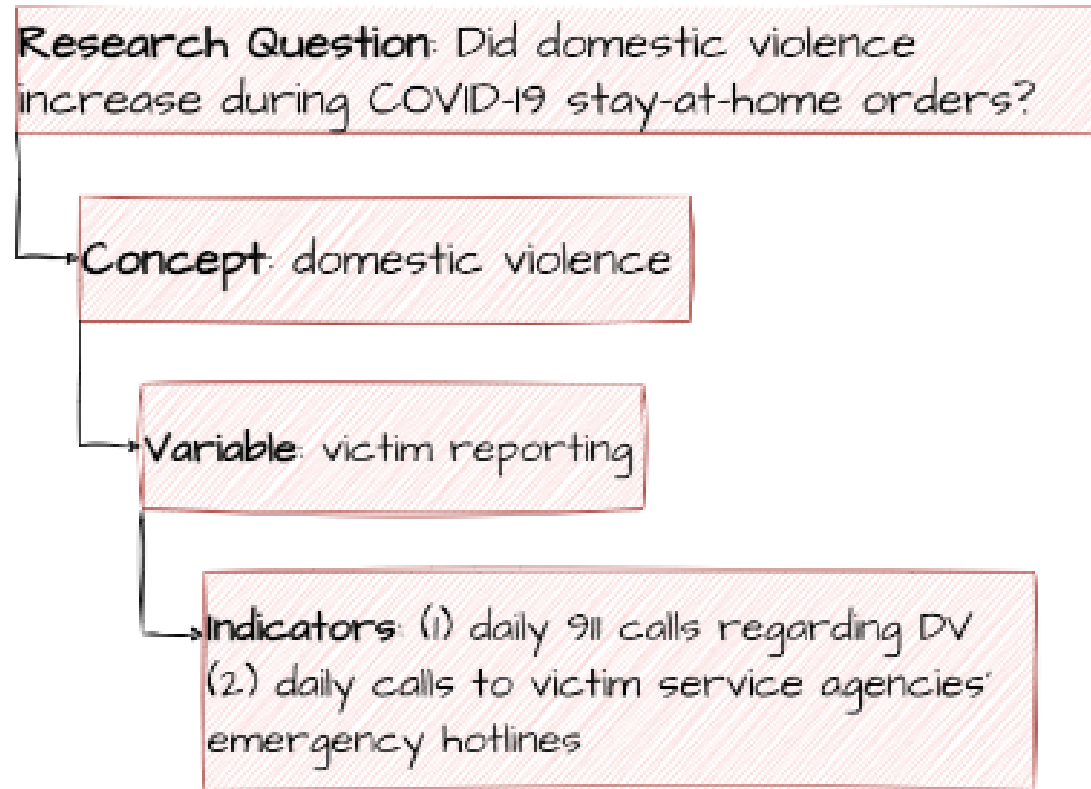 Research Question: Did domestic violence
increase during COVID-19 stay-at-home orders?
Concept: domestic violence
Variable: victim reporting
Indicators: (1) daily 911 calls regarding DV
(2) daily calls to victim service agencies'
emergency hotlines